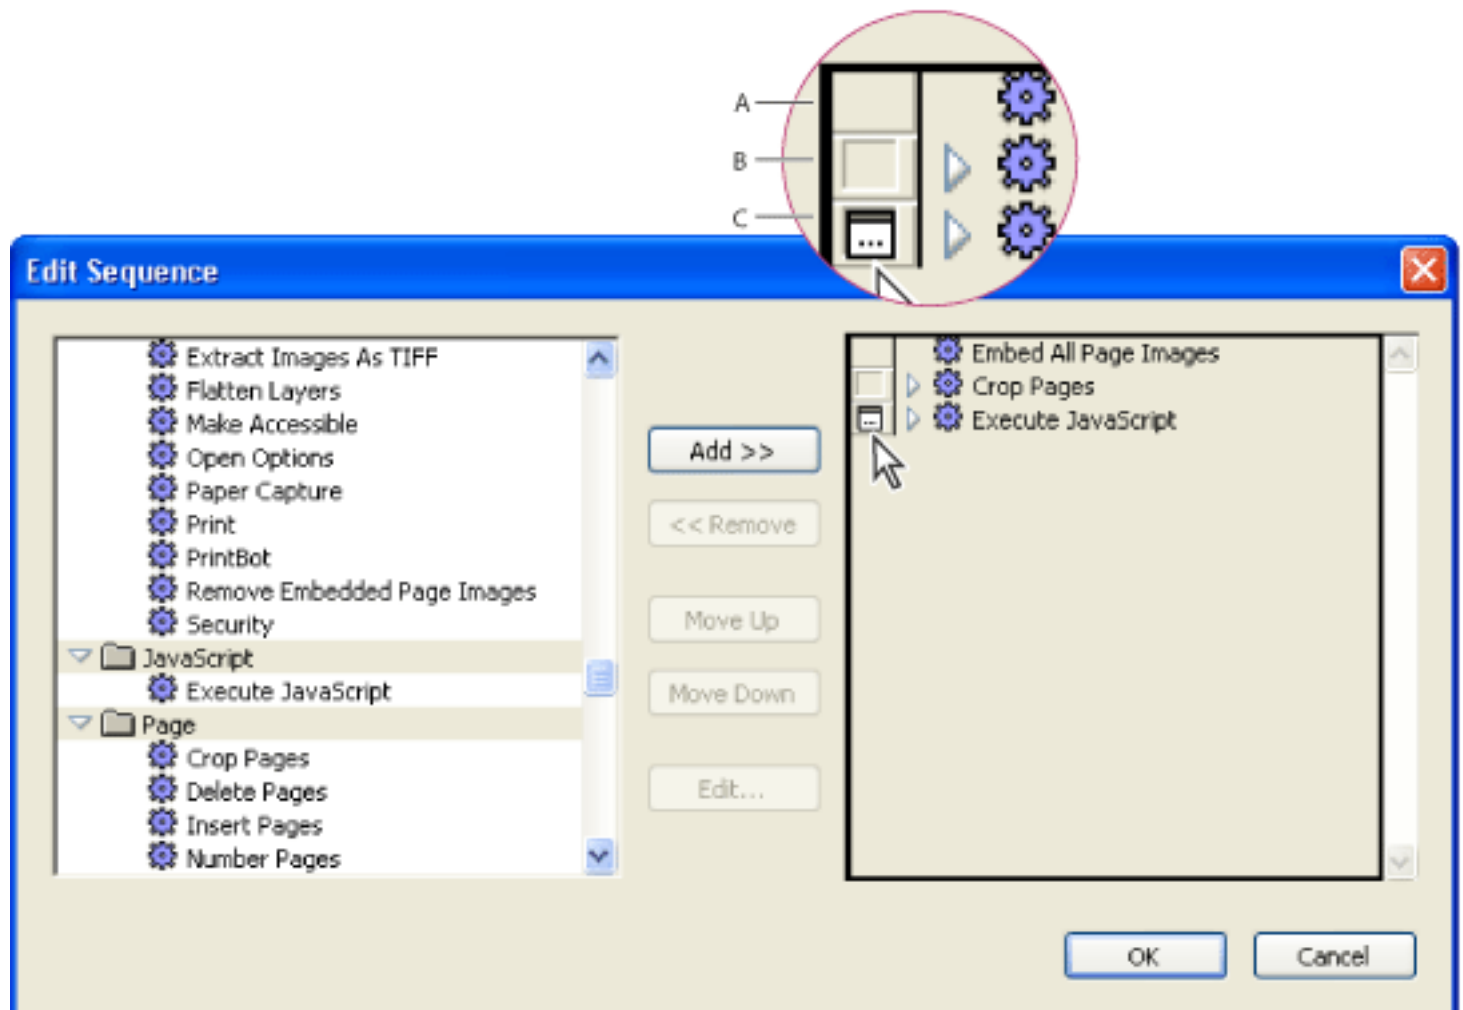 A
B
C
Edit Sequence
Extract Images As TIFF
Flatten Layers
Make Accessible
Open Options
Paper Capture
Print
PrintBot
Remove Embedded Page Images
Security
JavaScript
Execute JavaScript
Page
Crop Pages
Delete Pages
Insert Pages
Number Pages
Add >>
<< Remove
Move Up
Move Down
Edit...
Embed All Page Images
Crop Pages
Execute JavaScript
OK
Cancel